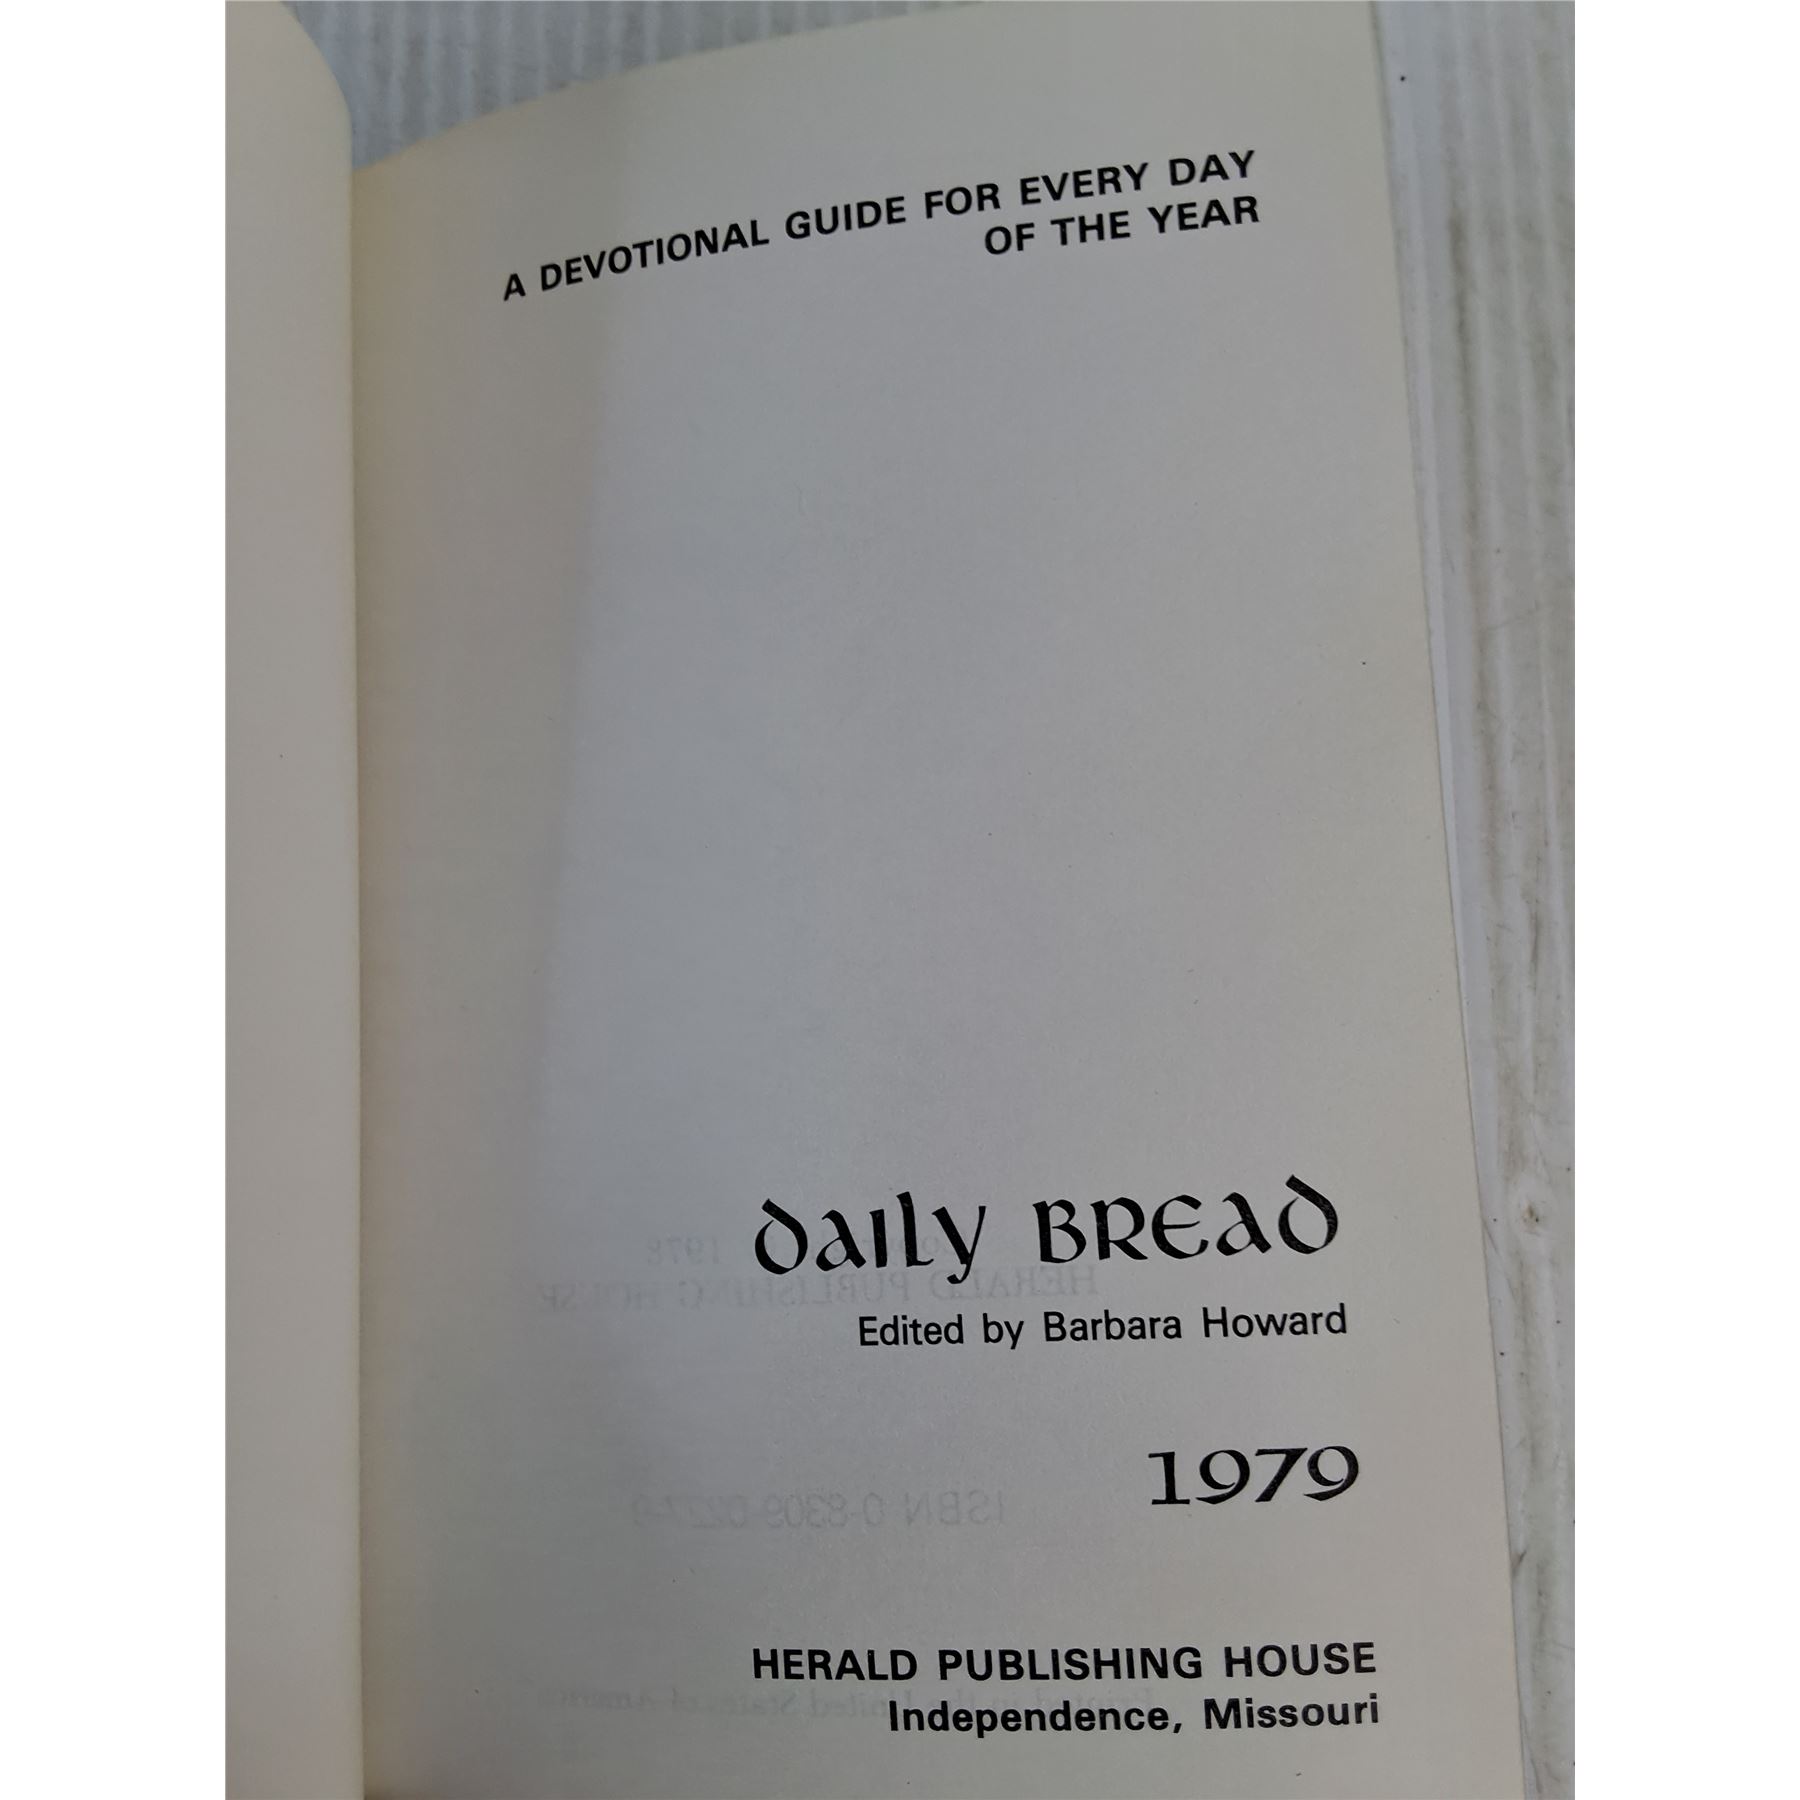 A DEVOTIONAL GUIDE FOR EVERY DAY
OF THE YEAR
daily BREAD
Edited by Barbara Howard
1979
HERALD PUBLISHING HOUSE
Independence, Missouri